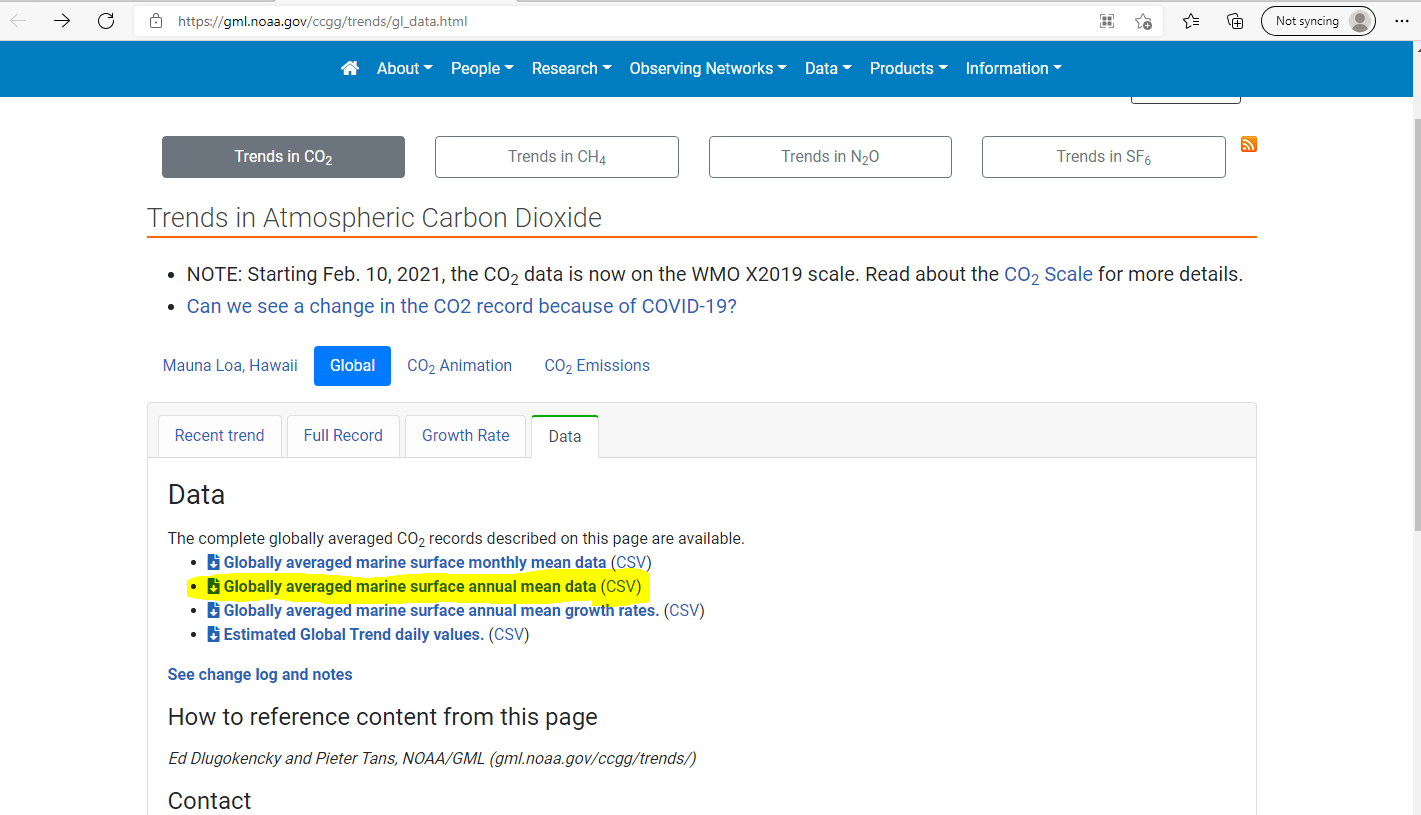 https://gml.noaa.gov/ccgg/trends/gl_data.html
Not syncing
About People Research Observing Networks Data Products Information
Trends in CO₂ Trends in CH₄ Trends in N₂O Trends in SF₆
Trends in Atmospheric Carbon Dioxide
• NOTE: Starting Feb. 10, 2021, the CO₂ data is now on the WMO X2019 scale. Read about the CO₂ Scale for more details.
• Can we see a change in the CO2 record because of COVID-19?
Mauna Loa, Hawaii Global CO₂ Animation CO₂ Emissions
Recent trend Full Record Growth Rate Data
Data
The complete globally averaged CO₂ records described on this page are available.
• Globally averaged marine surface monthly mean data (CSV)
• Globally averaged marine surface annual mean data (CSV)
• Globally averaged marine surface annual mean growth rates. (CSV)
• Estimated Global Trend daily values. (CSV)
See change log and notes
How to reference content from this page
Ed Dlugokencky and Pieter Tans, NOAA/GML (gml.noaa.gov/ccgg/trends/)
Contact